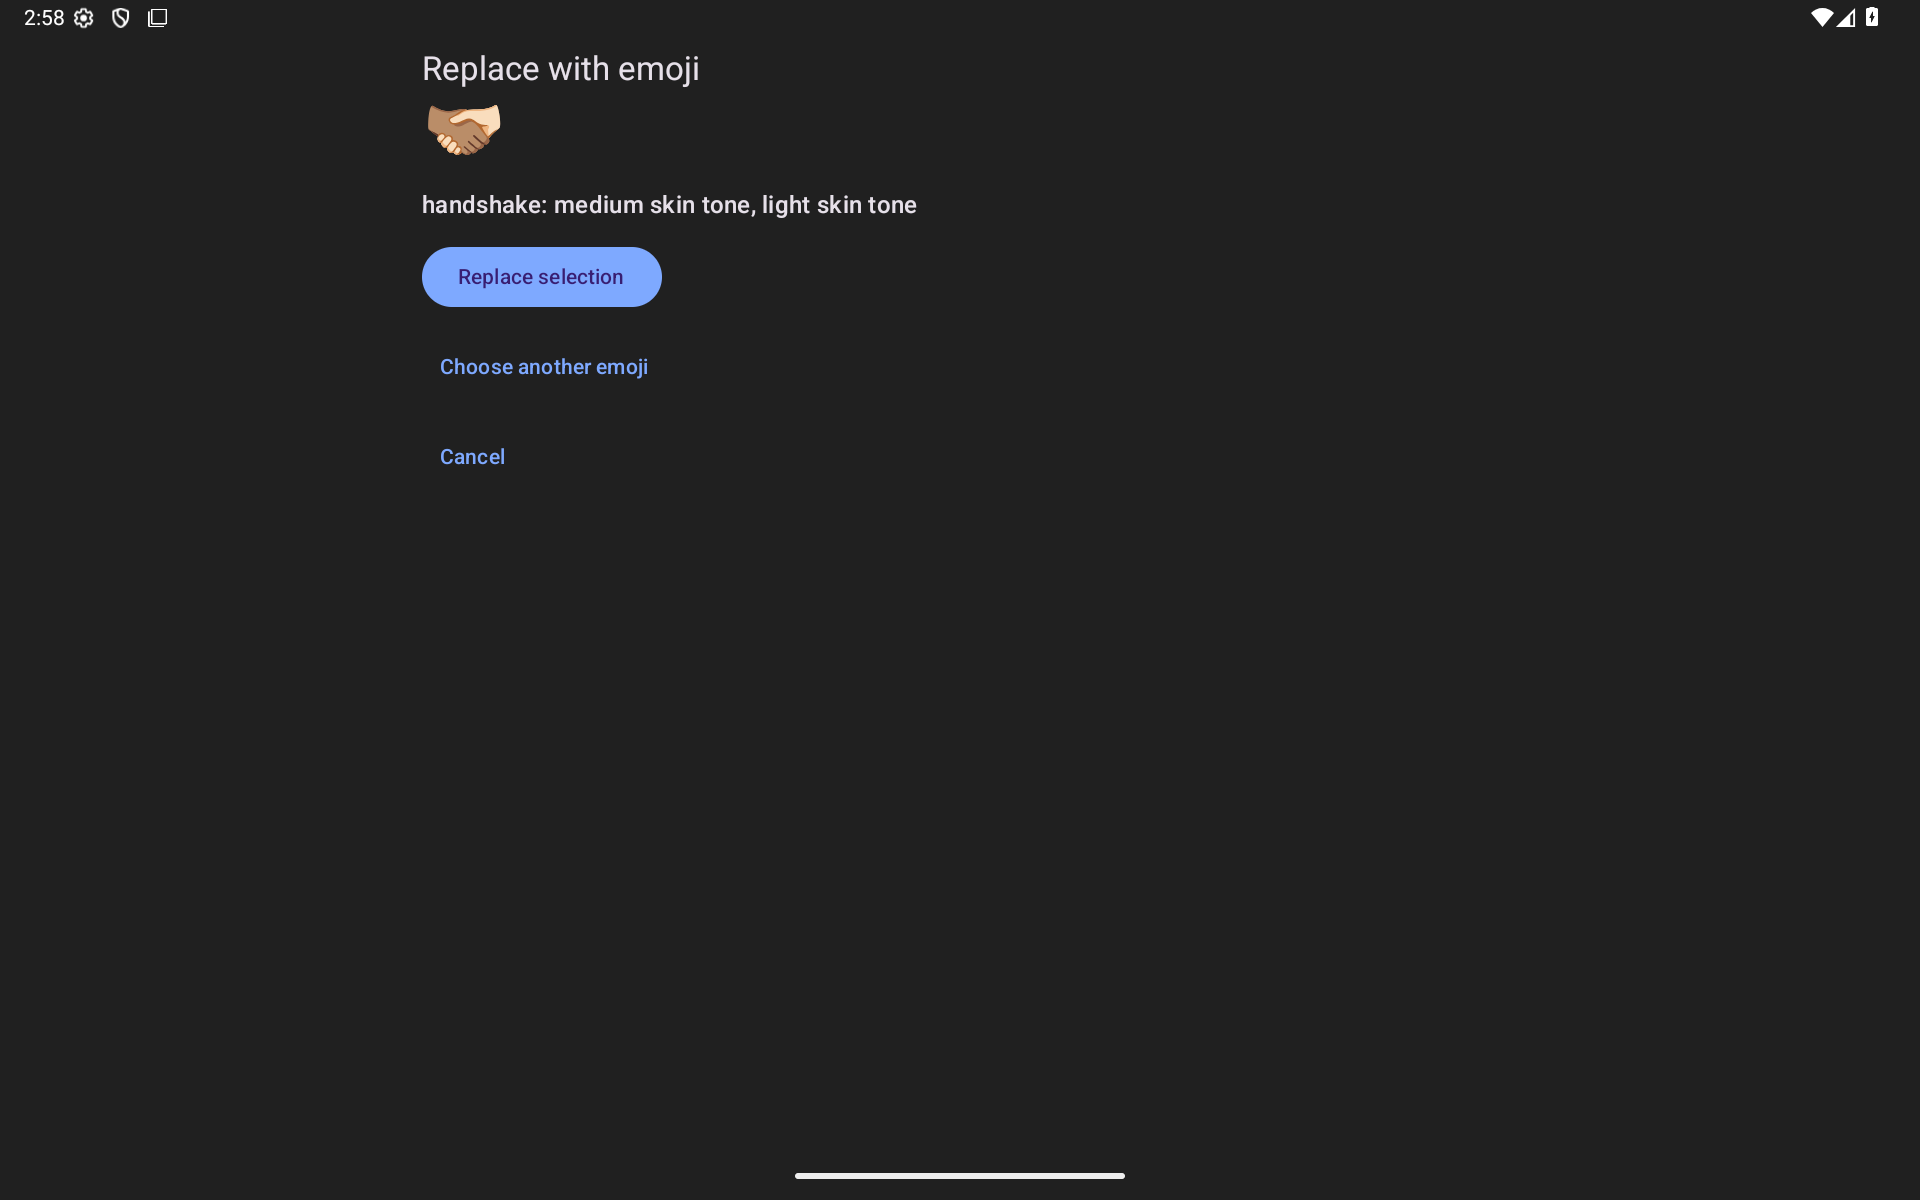 2:58
Replace with emoji
handshake: medium skin tone, light skin tone
Replace selection
Choose another emoji
Cancel